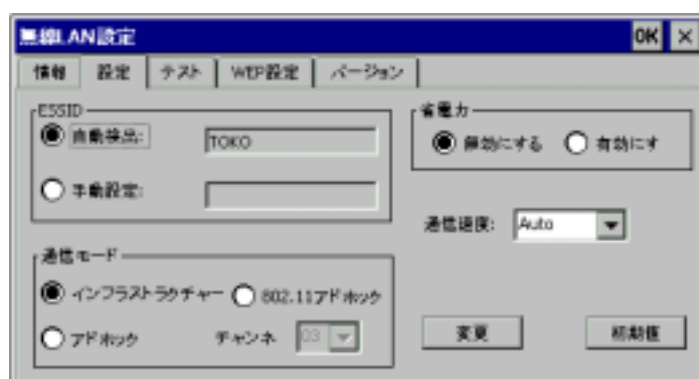 無線LAN設定 OK ×
情報 設定 テスト WEP設定 バージョン
ESSID
自動検出: TOKO
手動設定:
省電力
無効にする 有効にす
通信速度: Auto
通信モード
インフラストラクチャー 802.11アドホック
アドホック チャンネ 03
変更 初期値